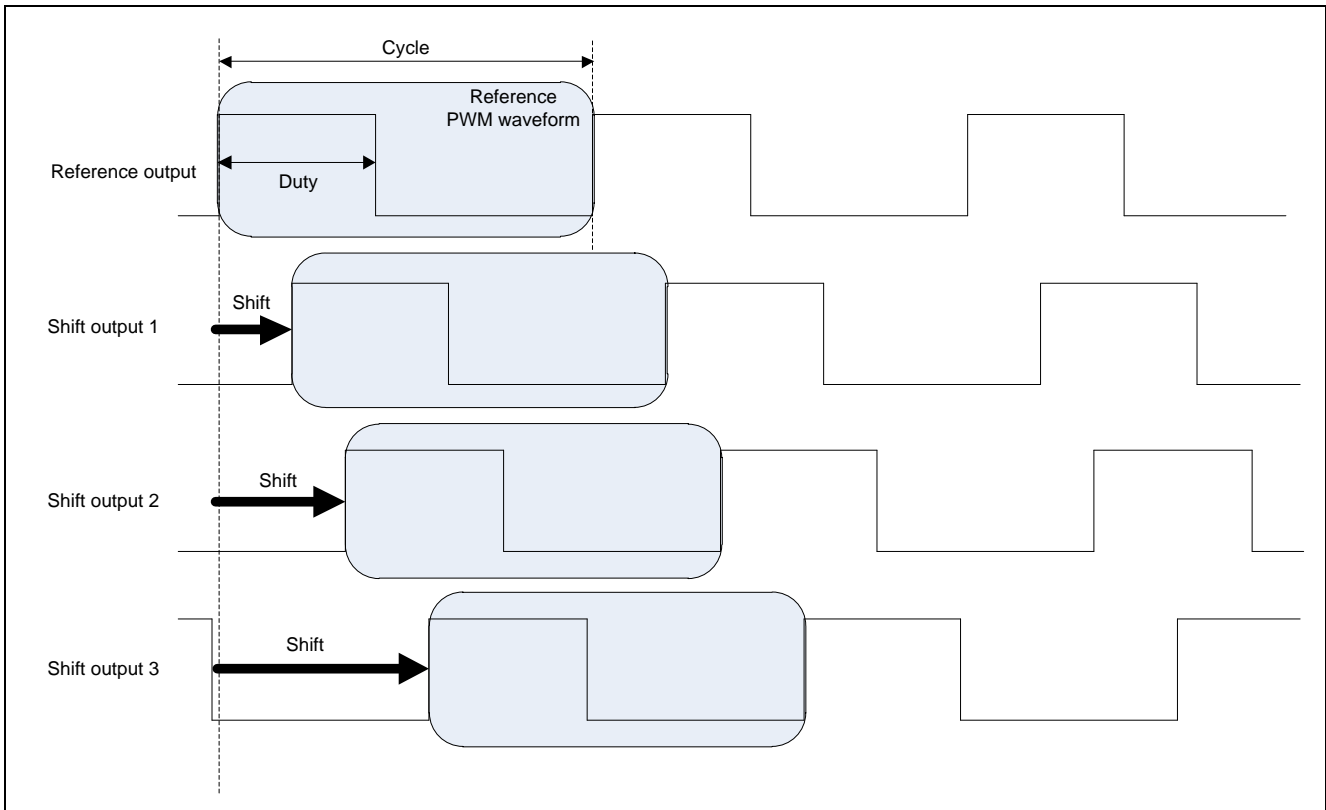 Cycle
Reference
PWM waveform
Reference output
Duty
Shift
Shift output 1
Shift
Shift output 2
Shift
Shift output 3